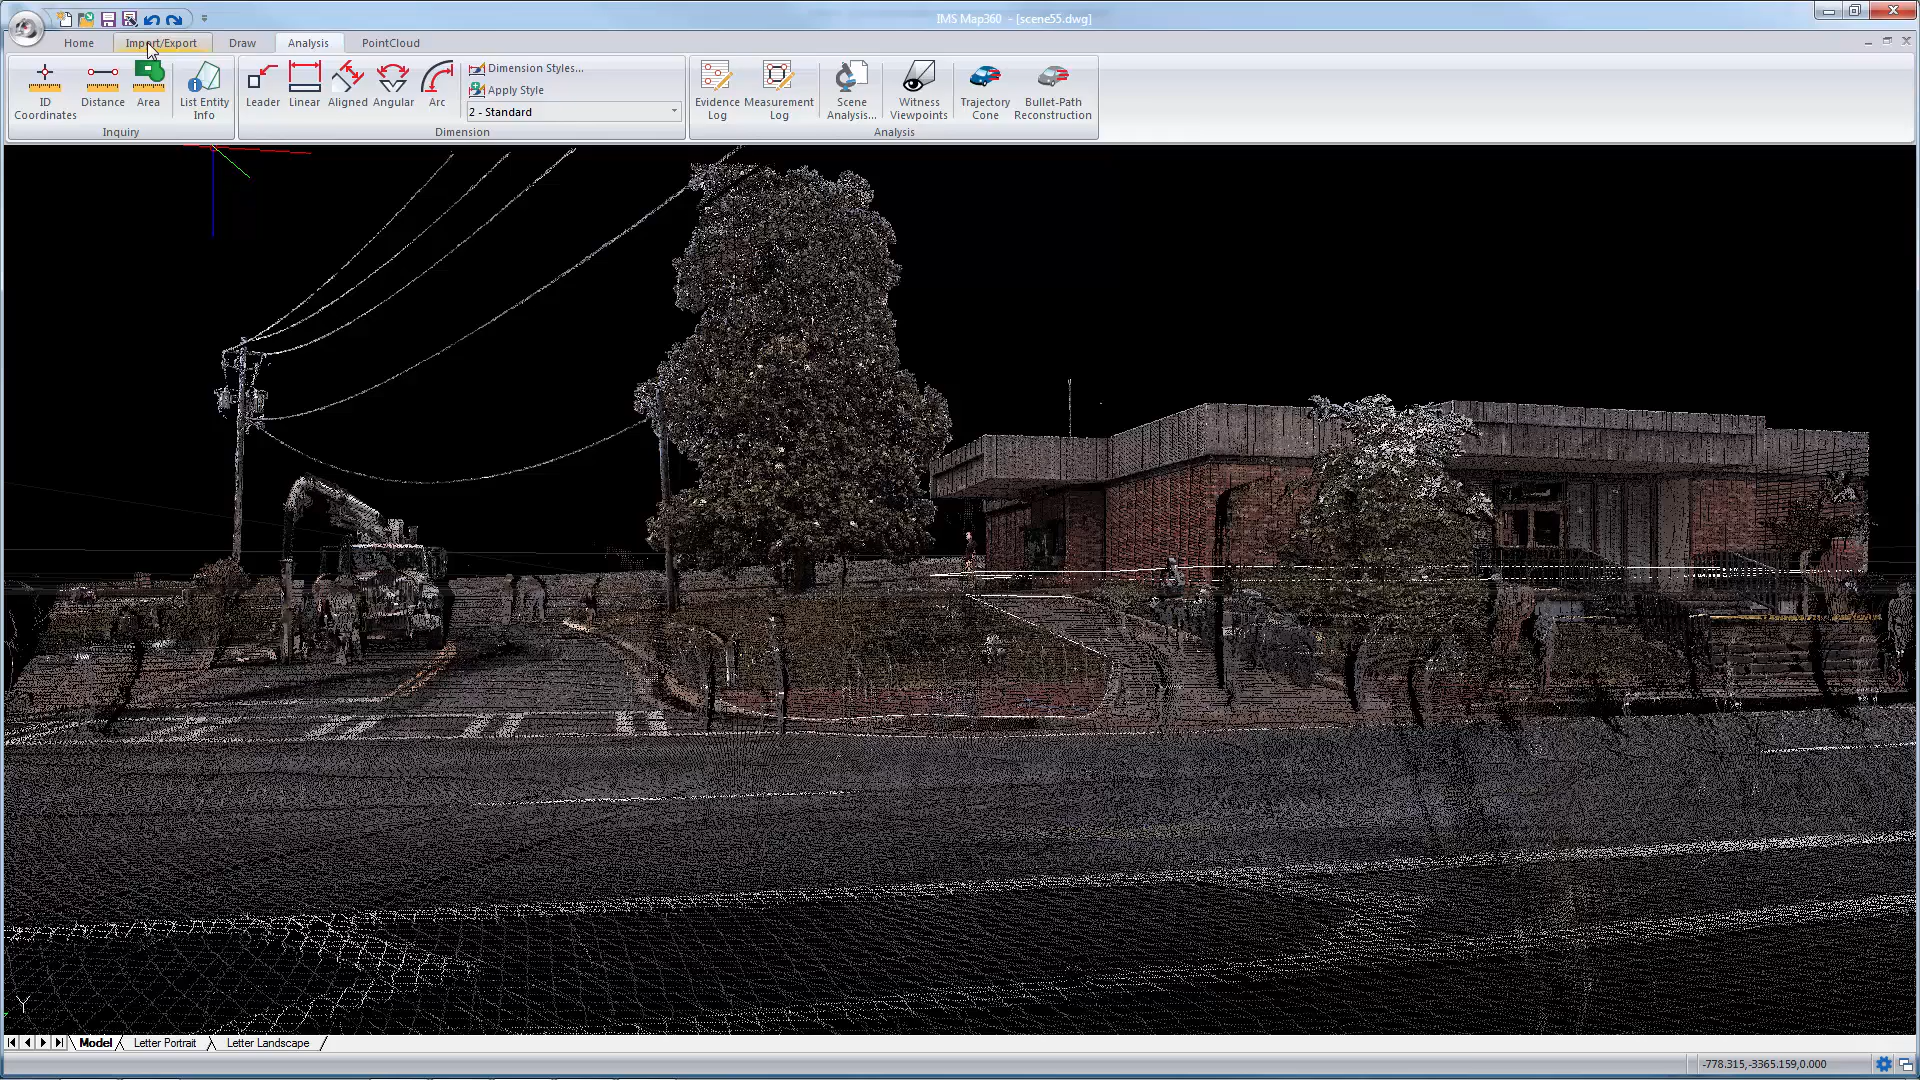 IMS Map360 - [scene55.dwg]
Home Import/Export Draw Analysis PointCloud
ID Coordinates
Distance
Area
List Entity Info
Inquiry
Leader
Linear
Aligned
Angular
Arc
Dimension Styles...
Apply Style
2 - Standard
Dimension
Evidence Log
Measurement Log
Scene Analysis...
Witness Viewpoints
Trajectory Cone
Bullet-Path Reconstruction
Analysis
Y
Model Letter Portrait Letter Landscape
-778.315,-3365.159,0.000